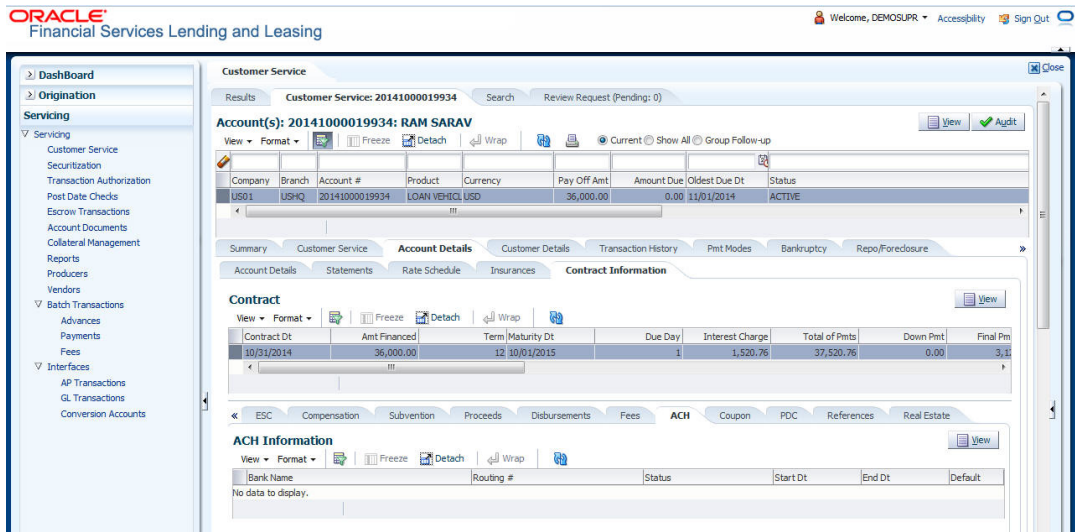 ORACLE®
Financial Services Lending and Leasing
Welcome, DEMOSUPR Accessibility Sign Out
Close
DashBoard
Origination
Servicing
Servicing
Customer Service
Securitization
Transaction Authorization
Post Date Checks
Escrow Transactions
Account Documents
Collateral Management
Reports
Producers
Vendors
Batch Transactions
Advances
Payments
Fees
Interfaces
AP Transactions
GL Transactions
Conversion Accounts
Customer Service
Results Customer Service: 20141000019934 Search Review Request (Pending: 0)
Account(s): 20141000019934: RAM SARAV
View Audit
View Format Freeze Detach Wrap Current Show All Group Follow-up
Company Branch Account # Product Currency Pay Off Amt Amount Due Oldest Due Dt Status
US01 USHQ 20141000019934 LOAN VEHICL USD 36,000.00 0.00 11/01/2014 ACTIVE
Summary Customer Service Account Details Customer Details Transaction History Pmt Modes Bankruptcy Repo/Foreclosure »
Account Details Statements Rate Schedule Insurances Contract Information
Contract
View
View Format Freeze Detach Wrap
Contract Dt Amt Financed Term Maturity Dt Due Day Interest Charge Total of Pmts Down Pmt Final Pm
10/31/2014 36,000.00 12 10/01/2015 1 1,520.76 37,520.76 0.00 3,1
« ESC Compensation Subvention Proceeds Disbursements Fees ACH Coupon PDC References Real Estate
ACH Information
View
View Format Freeze Detach Wrap
Bank Name Routing # Status Start Dt End Dt Default
No data to display.